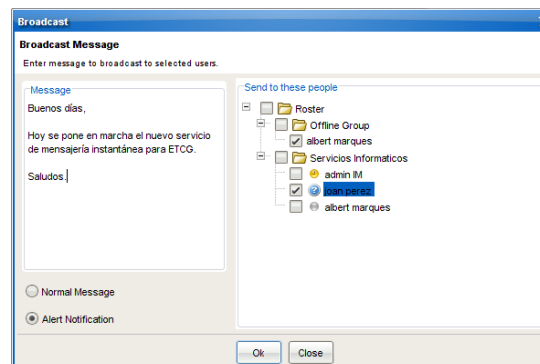 Broadcast
Broadcast Message
Enter message to broadcast to selected users.
Message
Buenos días,
Hoy se pone en marcha el nuevo servicio
de mensajería instantánea para ETCG.
Saludos.
Normal Message
Alert Notification
Send to these people
Roster
Offline Group
albert marques
Servicios Informaticos
admin IM
joan perez
albert marques
Ok
Close